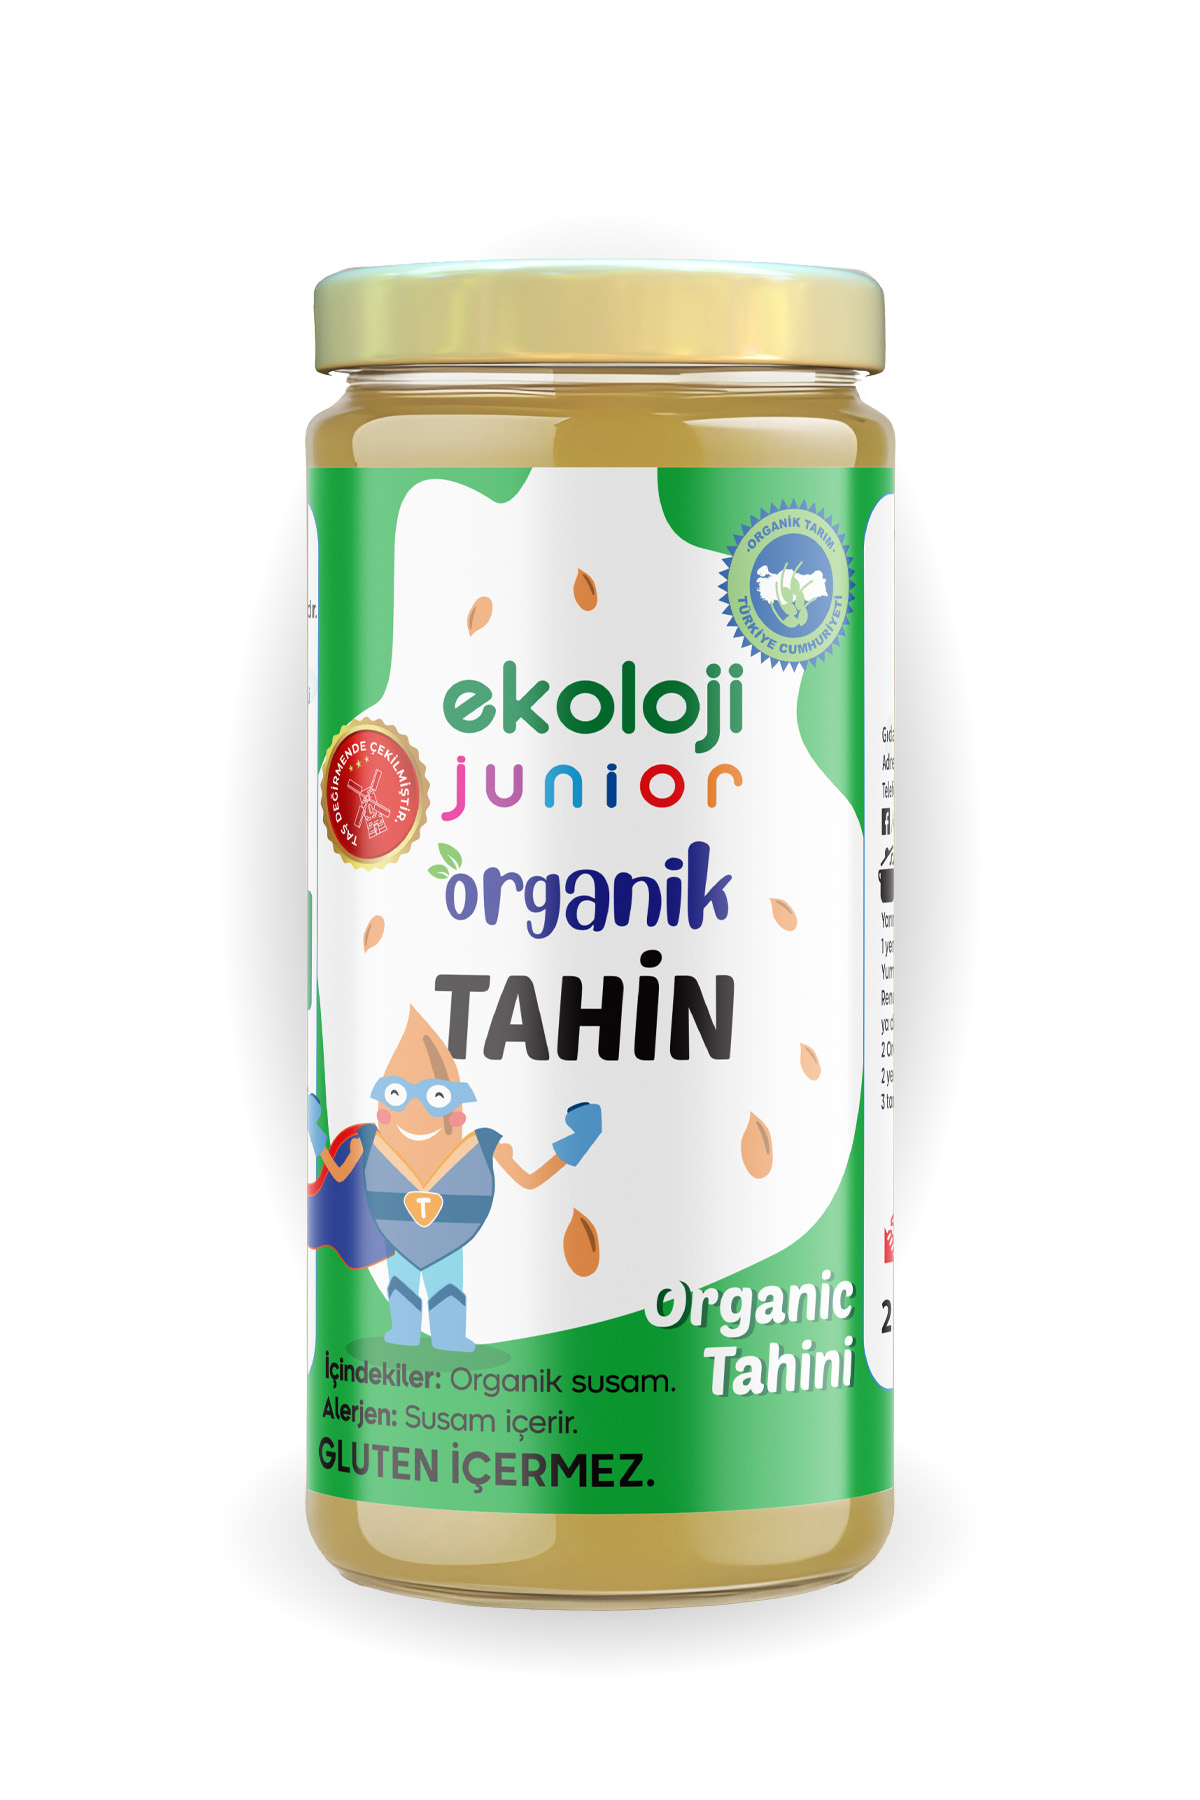 ·ORGANİK TARIM·
TÜRKİYE CUMHURİYETİ
ekoloji
junior
TAŞ DEĞİRMENDE ÇEKİLMİŞTİR.
organik
TAHİN
T
Organic
Tahini
İçindekiler: Organik susam.
Alerjen: Susam içerir.
GLUTEN İÇERMEZ.